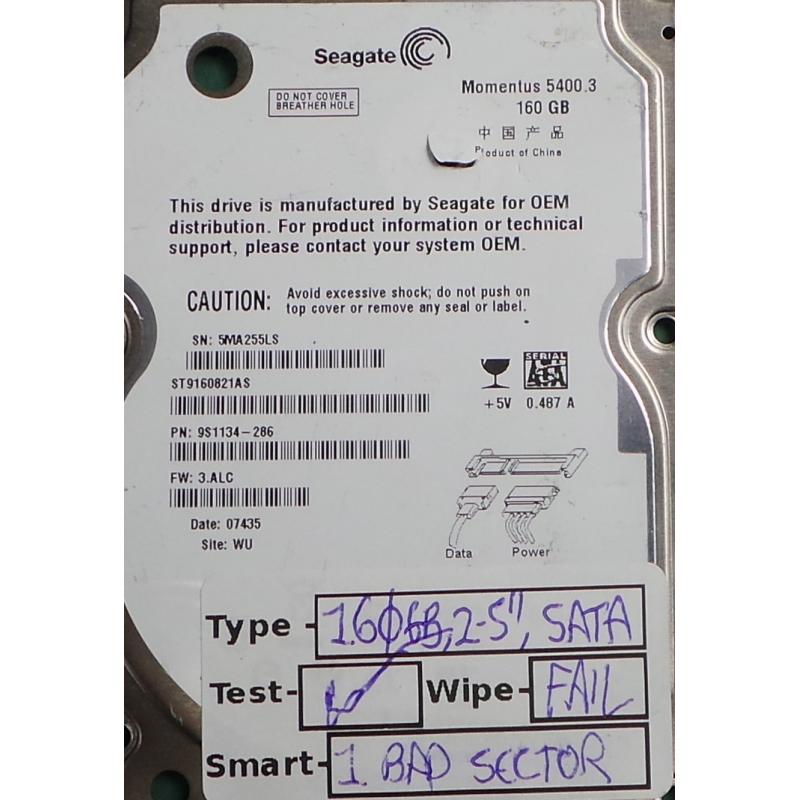 Seagate
DO NOT COVER
BREATHER HOLE
Momentus 5400.3
160 GB
中国产品
Product of China
This drive is manufactured by Seagate for OEM
distribution. For product information or technical
support, please contact your system OEM.
CAUTION: Avoid excessive shock; do not push on
top cover or remove any seal or label.
SN: 5MA255LS
ST9160821AS
SERIAL
SATA
+5V 0.487 A
PN: 9S1134-286
FW: 3.ALC
Date: 07435
Site: WU
Data Power
Type - 160GB, 2-5", SATA
Test- Wipe- FAIL
Smart- 1 BAD SECTOR